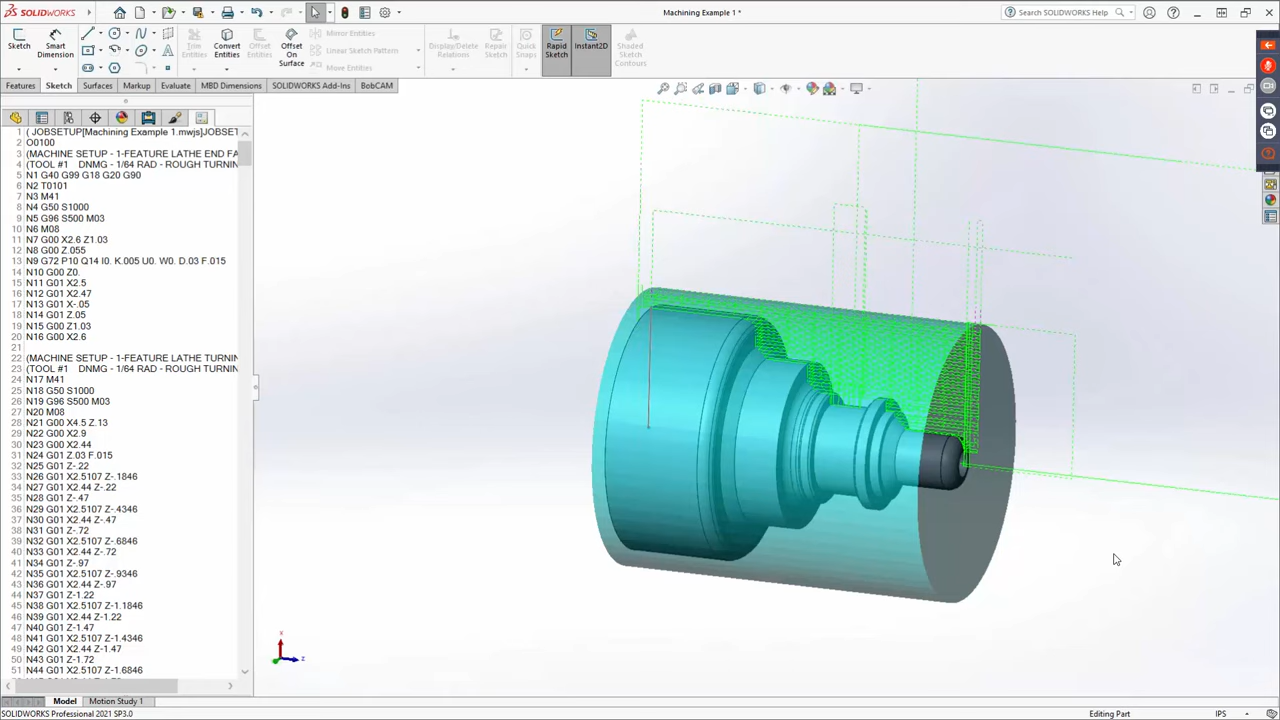 SOLIDWORKS
Machining Example 1 *
Search SOLIDWORKS Help
Sketch
Smart Dimension
Trim Entities
Convert Entities
Offset Entities
Offset On Surface
Mirror Entities
Linear Sketch Pattern
Move Entities
Display/Delete Relations
Repair Sketch
Quick Snaps
Rapid Sketch
Instant2D
Shaded Sketch Contours
Features
Sketch
Surfaces
Markup
Evaluate
MBD Dimensions
SOLIDWORKS Add-Ins
BobCAM
1 ( JOBSETUP[Machining Example 1.mwjs]JOBSET
2 O0100
3 (MACHINE SETUP - 1-FEATURE LATHE END FA
4 (TOOL #1 DNMG - 1/64 RAD - ROUGH TURNIN
5 N1 G40 G99 G18 G20 G90
6 N2 T0101
7 N3 M41
8 N4 G50 S1000
9 N5 G96 S500 M03
10 N6 M08
11 N7 G00 X2.6 Z1.03
12 N8 G00 Z.055
13 N9 G72 P10 Q14 I0. K.005 U0. W0. D.03 F.015
14 N10 G00 Z0.
15 N11 G01 X2.5
16 N12 G01 X2.47
17 N13 G01 X-.05
18 N14 G01 Z.05
19 N15 G00 Z1.03
20 N16 G00 X2.6
21
22 (MACHINE SETUP - 1-FEATURE LATHE TURNIN
23 (TOOL #1 DNMG - 1/64 RAD - ROUGH TURNIN
24 N17 M41
25 N18 G50 S1000
26 N19 G96 S500 M03
27 N20 M08
28 N21 G00 X4.5 Z.13
29 N22 G00 X2.9
30 N23 G00 X2.44
31 N24 G01 Z.03 F.015
32 N25 G01 Z-.22
33 N26 G01 X2.5107 Z-.1846
34 N27 G01 X2.44 Z-.22
35 N28 G01 Z-.47
36 N29 G01 X2.5107 Z-.4346
37 N30 G01 X2.44 Z-.47
38 N31 G01 Z-.72
39 N32 G01 X2.5107 Z-.6846
40 N33 G01 X2.44 Z-.72
41 N34 G01 Z-.97
42 N35 G01 X2.5107 Z-.9346
43 N36 G01 X2.44 Z-.97
44 N37 G01 Z-1.22
45 N38 G01 X2.5107 Z-1.1846
46 N39 G01 X2.44 Z-1.22
47 N40 G01 Z-1.47
48 N41 G01 X2.5107 Z-1.4346
49 N42 G01 X2.44 Z-1.47
50 N43 G01 Z-1.72
51 N44 G01 X2.5107 Z-1.6846
x
z
Model
Motion Study 1
SOLIDWORKS Professional 2021 SP3.0
Editing Part
IPS